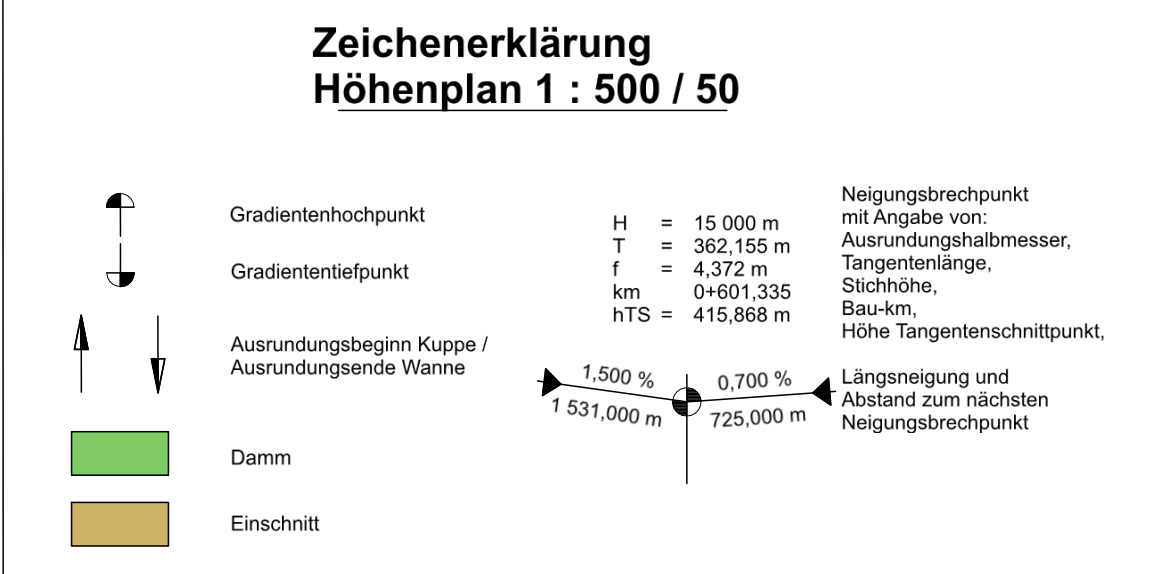 Zeichenerklärung
Höhenplan 1 : 500 / 50
Gradientenhochpunkt
Gradiententiefpunkt
Ausrundungsbeginn Kuppe /
Ausrundungsende Wanne
Damm
Einschnitt
H = 15 000 m
T = 362,155 m
f = 4,372 m
km 0+601,335
hTS = 415,868 m
Neigungsbrechpunkt
mit Angabe von:
Ausrundungshalbmesser,
Tangentenlänge,
Stichhöhe,
Bau-km,
Höhe Tangentenschnittpunkt,
1,500 % 0,700 %
1 531,000 m 725,000 m
Längsneigung und
Abstand zum nächsten
Neigungsbrechpunkt